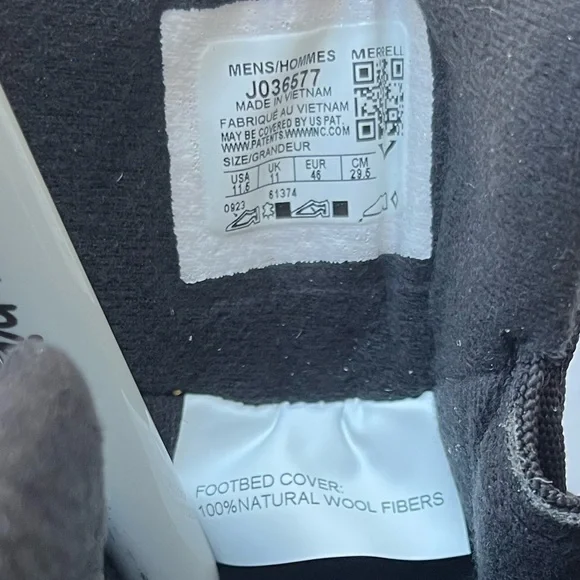 MENS/HOMMES MERRELL
J036577
MADE IN VIETNAM
FABRIQUÉ AU VIETNAM
MAY BE COVERED BY US PAT.
WWW.PATENTS.WWWINC.COM
SIZE/GRANDEUR
USA UK EUR CM
11.5 11 46 29.5
0923 61374
FOOTBED COVER:
100%NATURAL WOOL FIBERS